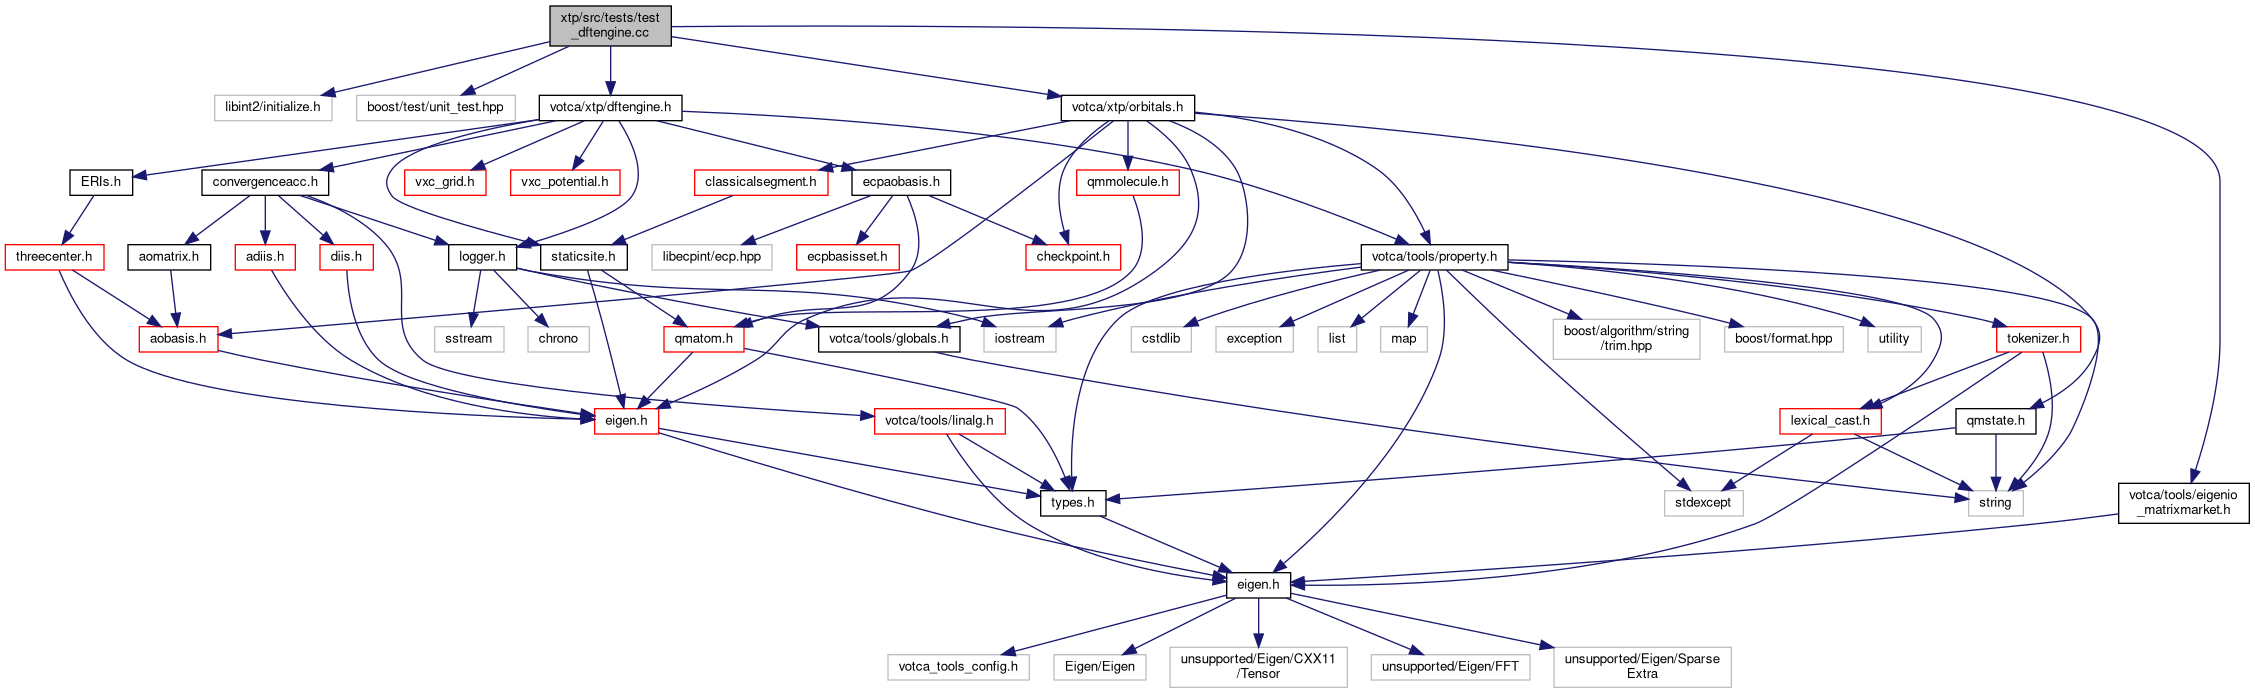 xtp/src/tests/test
_dftengine.cc
libint2/initialize.h
boost/test/unit_test.hpp
votca/xtp/dftengine.h
votca/xtp/orbitals.h
ERIs.h
convergenceacc.h
vxc_grid.h
vxc_potential.h
classicalsegment.h
ecpaobasis.h
qmmolecule.h
threecenter.h
aomatrix.h
adiis.h
diis.h
logger.h
staticsite.h
libecpint/ecp.hpp
ecpbasisset.h
checkpoint.h
votca/tools/property.h
aobasis.h
sstream
chrono
qmatom.h
votca/tools/globals.h
iostream
cstdlib
exception
list
map
boost/algorithm/string
/trim.hpp
boost/format.hpp
utility
tokenizer.h
eigen.h
votca/tools/linalg.h
lexical_cast.h
qmstate.h
types.h
stdexcept
string
votca/tools/eigenio
_matrixmarket.h
eigen.h
votca_tools_config.h
Eigen/Eigen
unsupported/Eigen/CXX11
/Tensor
unsupported/Eigen/FFT
unsupported/Eigen/Sparse
Extra